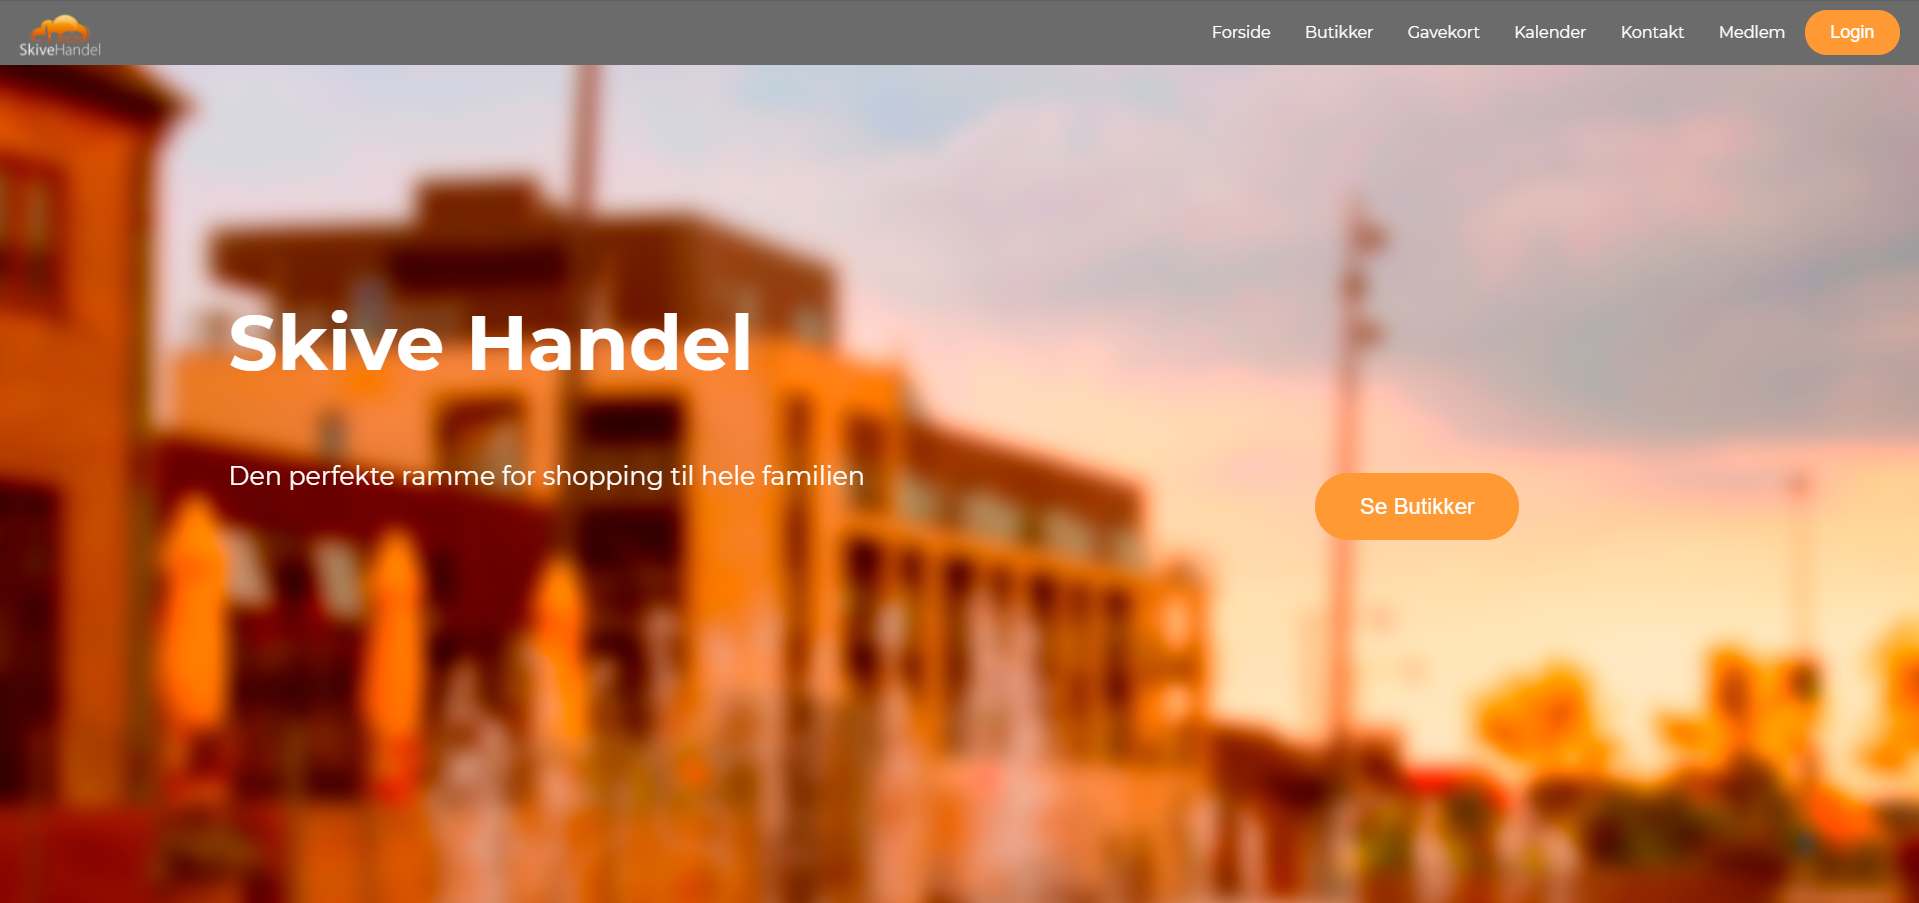 SkiveHandel
Forside Butikker Gavekort Kalender Kontakt Medlem Login
Skive Handel
Den perfekte ramme for shopping til hele familien
Se Butikker